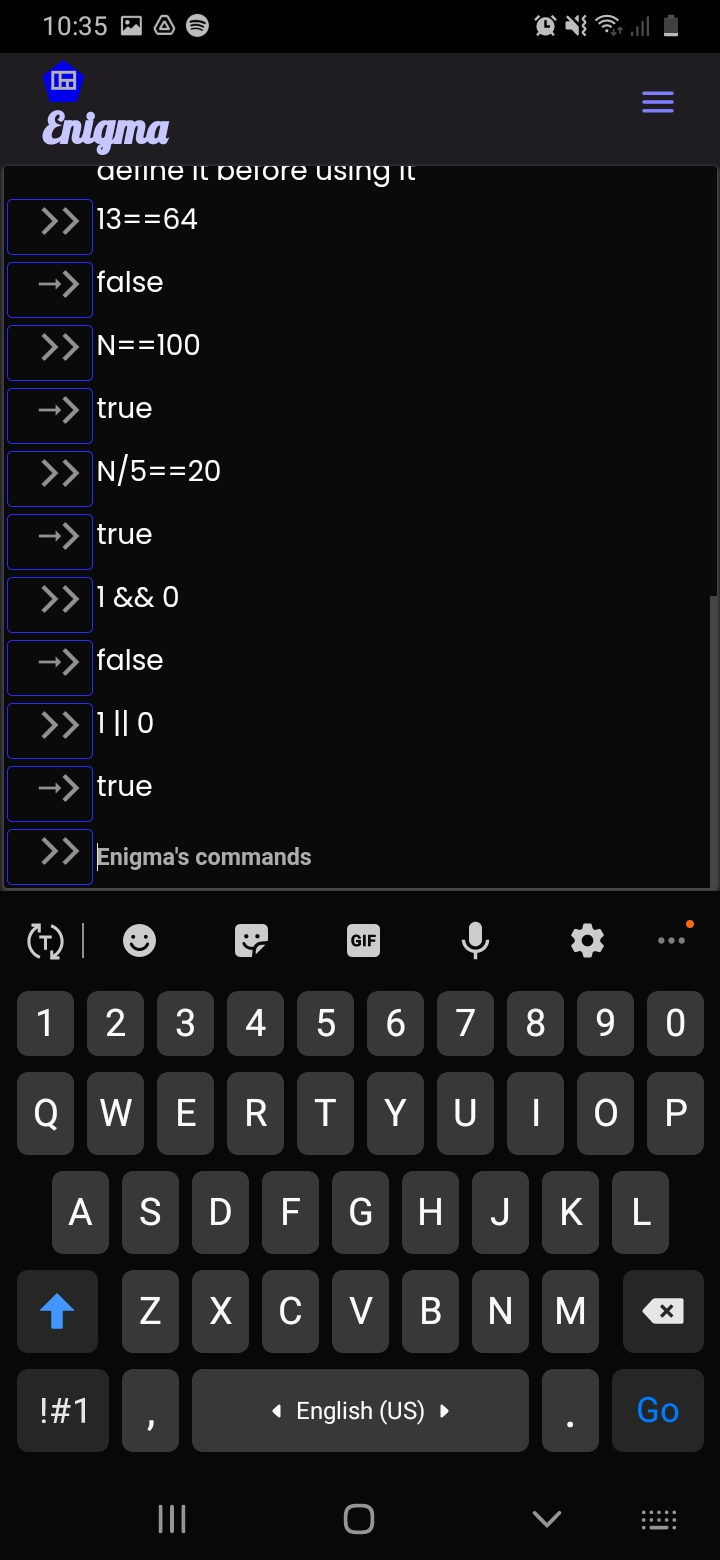 10:35
Enigma
define it before using it
13==64
false
N==100
true
N/5==20
true
1 && 0
false
1 || 0
true
Enigma's commands
T
GIF
1 2 3 4 5 6 7 8 9 0
Q W E R T Y U I O P
A S D F G H J K L
Z X C V B N M
!#1 , English (US) . Go